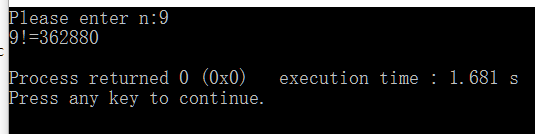 Please enter n:9
9!=362880
Process returned 0 (0x0)   execution time : 1.681 s
Press any key to continue.